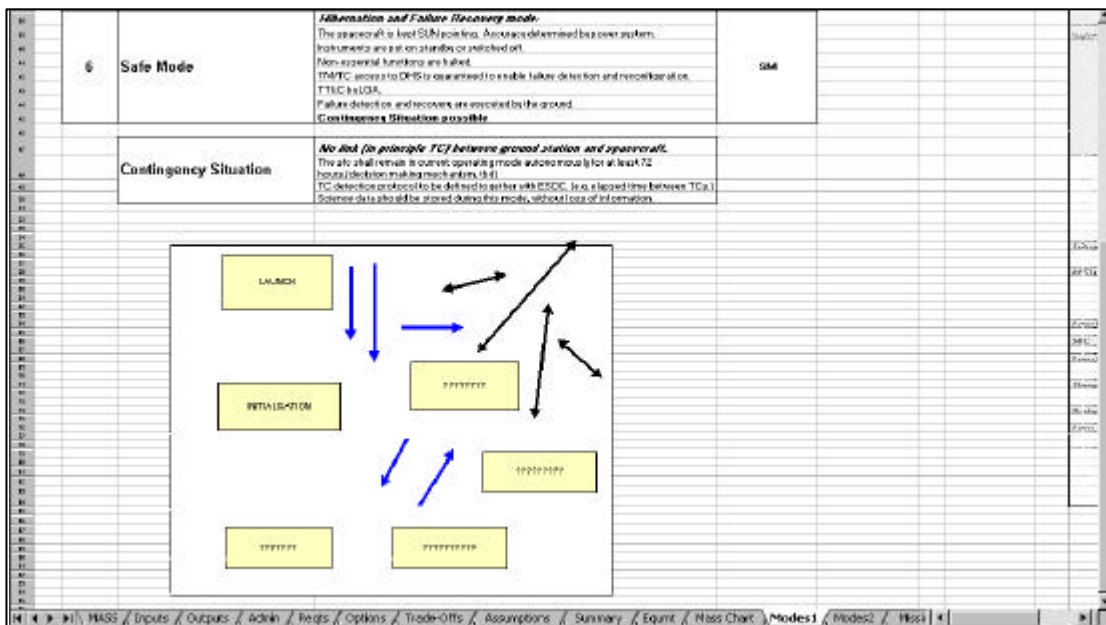 Hibernation and Failure Recovery mode.
The spacecraft is kept SUN pointing. Accuracy determined by power system.
Instruments are put on standby or switched off.
Non-essential functions are halted.
6 Safe Mode
TM/TC access to DHS is guaranteed to enable failure detection and reconfiguration.
TT&C by LGA.
Failure detection and recovery are executed by the ground.
Contingency Situation possible
No link (in principle TC) between ground station and spacecraft.
Contingency Situation
The s/c shall remain in current operating mode autonomously for at least 72
hours (decision making mechanism, tbd)
TC detection protocol to be defined together with ESOC, (e.g. elapsed time between TCs.)
Science data should be stored during this mode, without loss of information.
LAUNCH
????????
INITIALISATION
?????????
???????
??????????
MASS / Inputs / Outputs / Admin / Reqts / Options / Trade-Offs / Assumptions / Summary / Eqpmt / Mass Chart / Modes1 / Modes2 / Missi